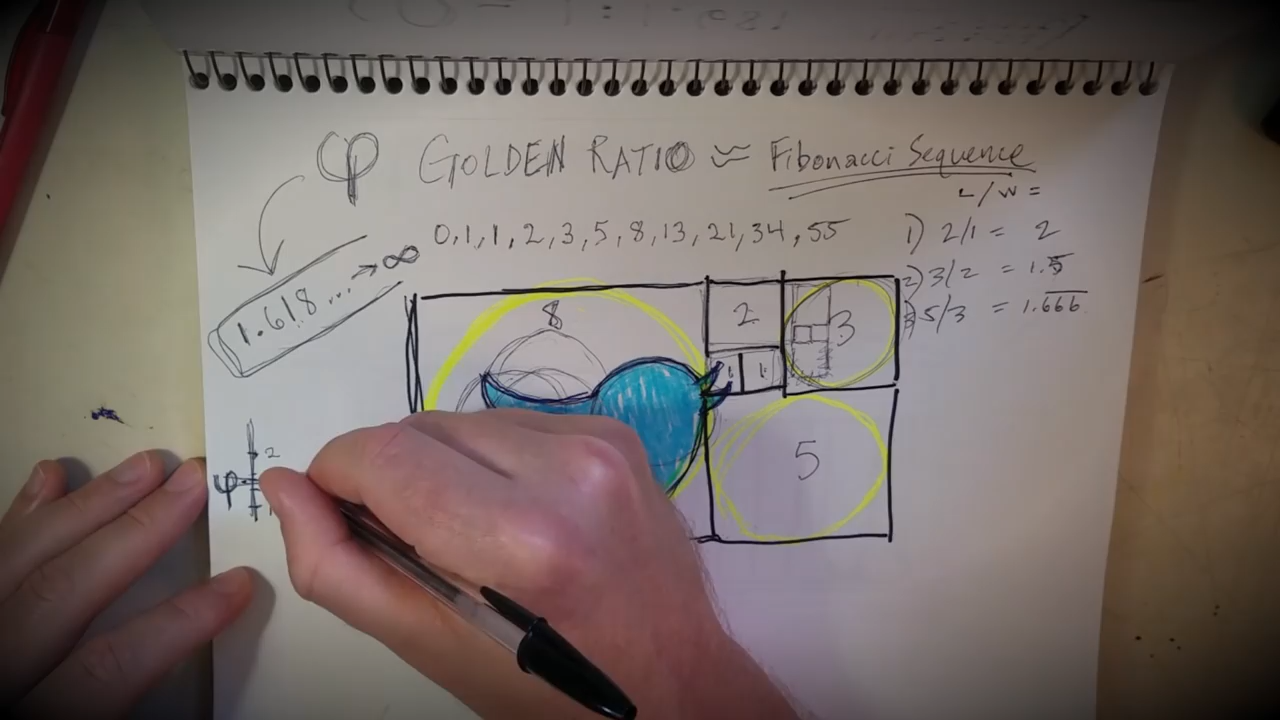 φ GOLDEN RATIO ≈ Fibonacci Sequence
L/W =
0,1,1,2,3,5,8,13,21,34,55
1) 2/1 = 2
2) 3/2 = 1.5
3) 5/3 = 1.666
1.618...→∞
8
2
3
1 1
5
2
φ